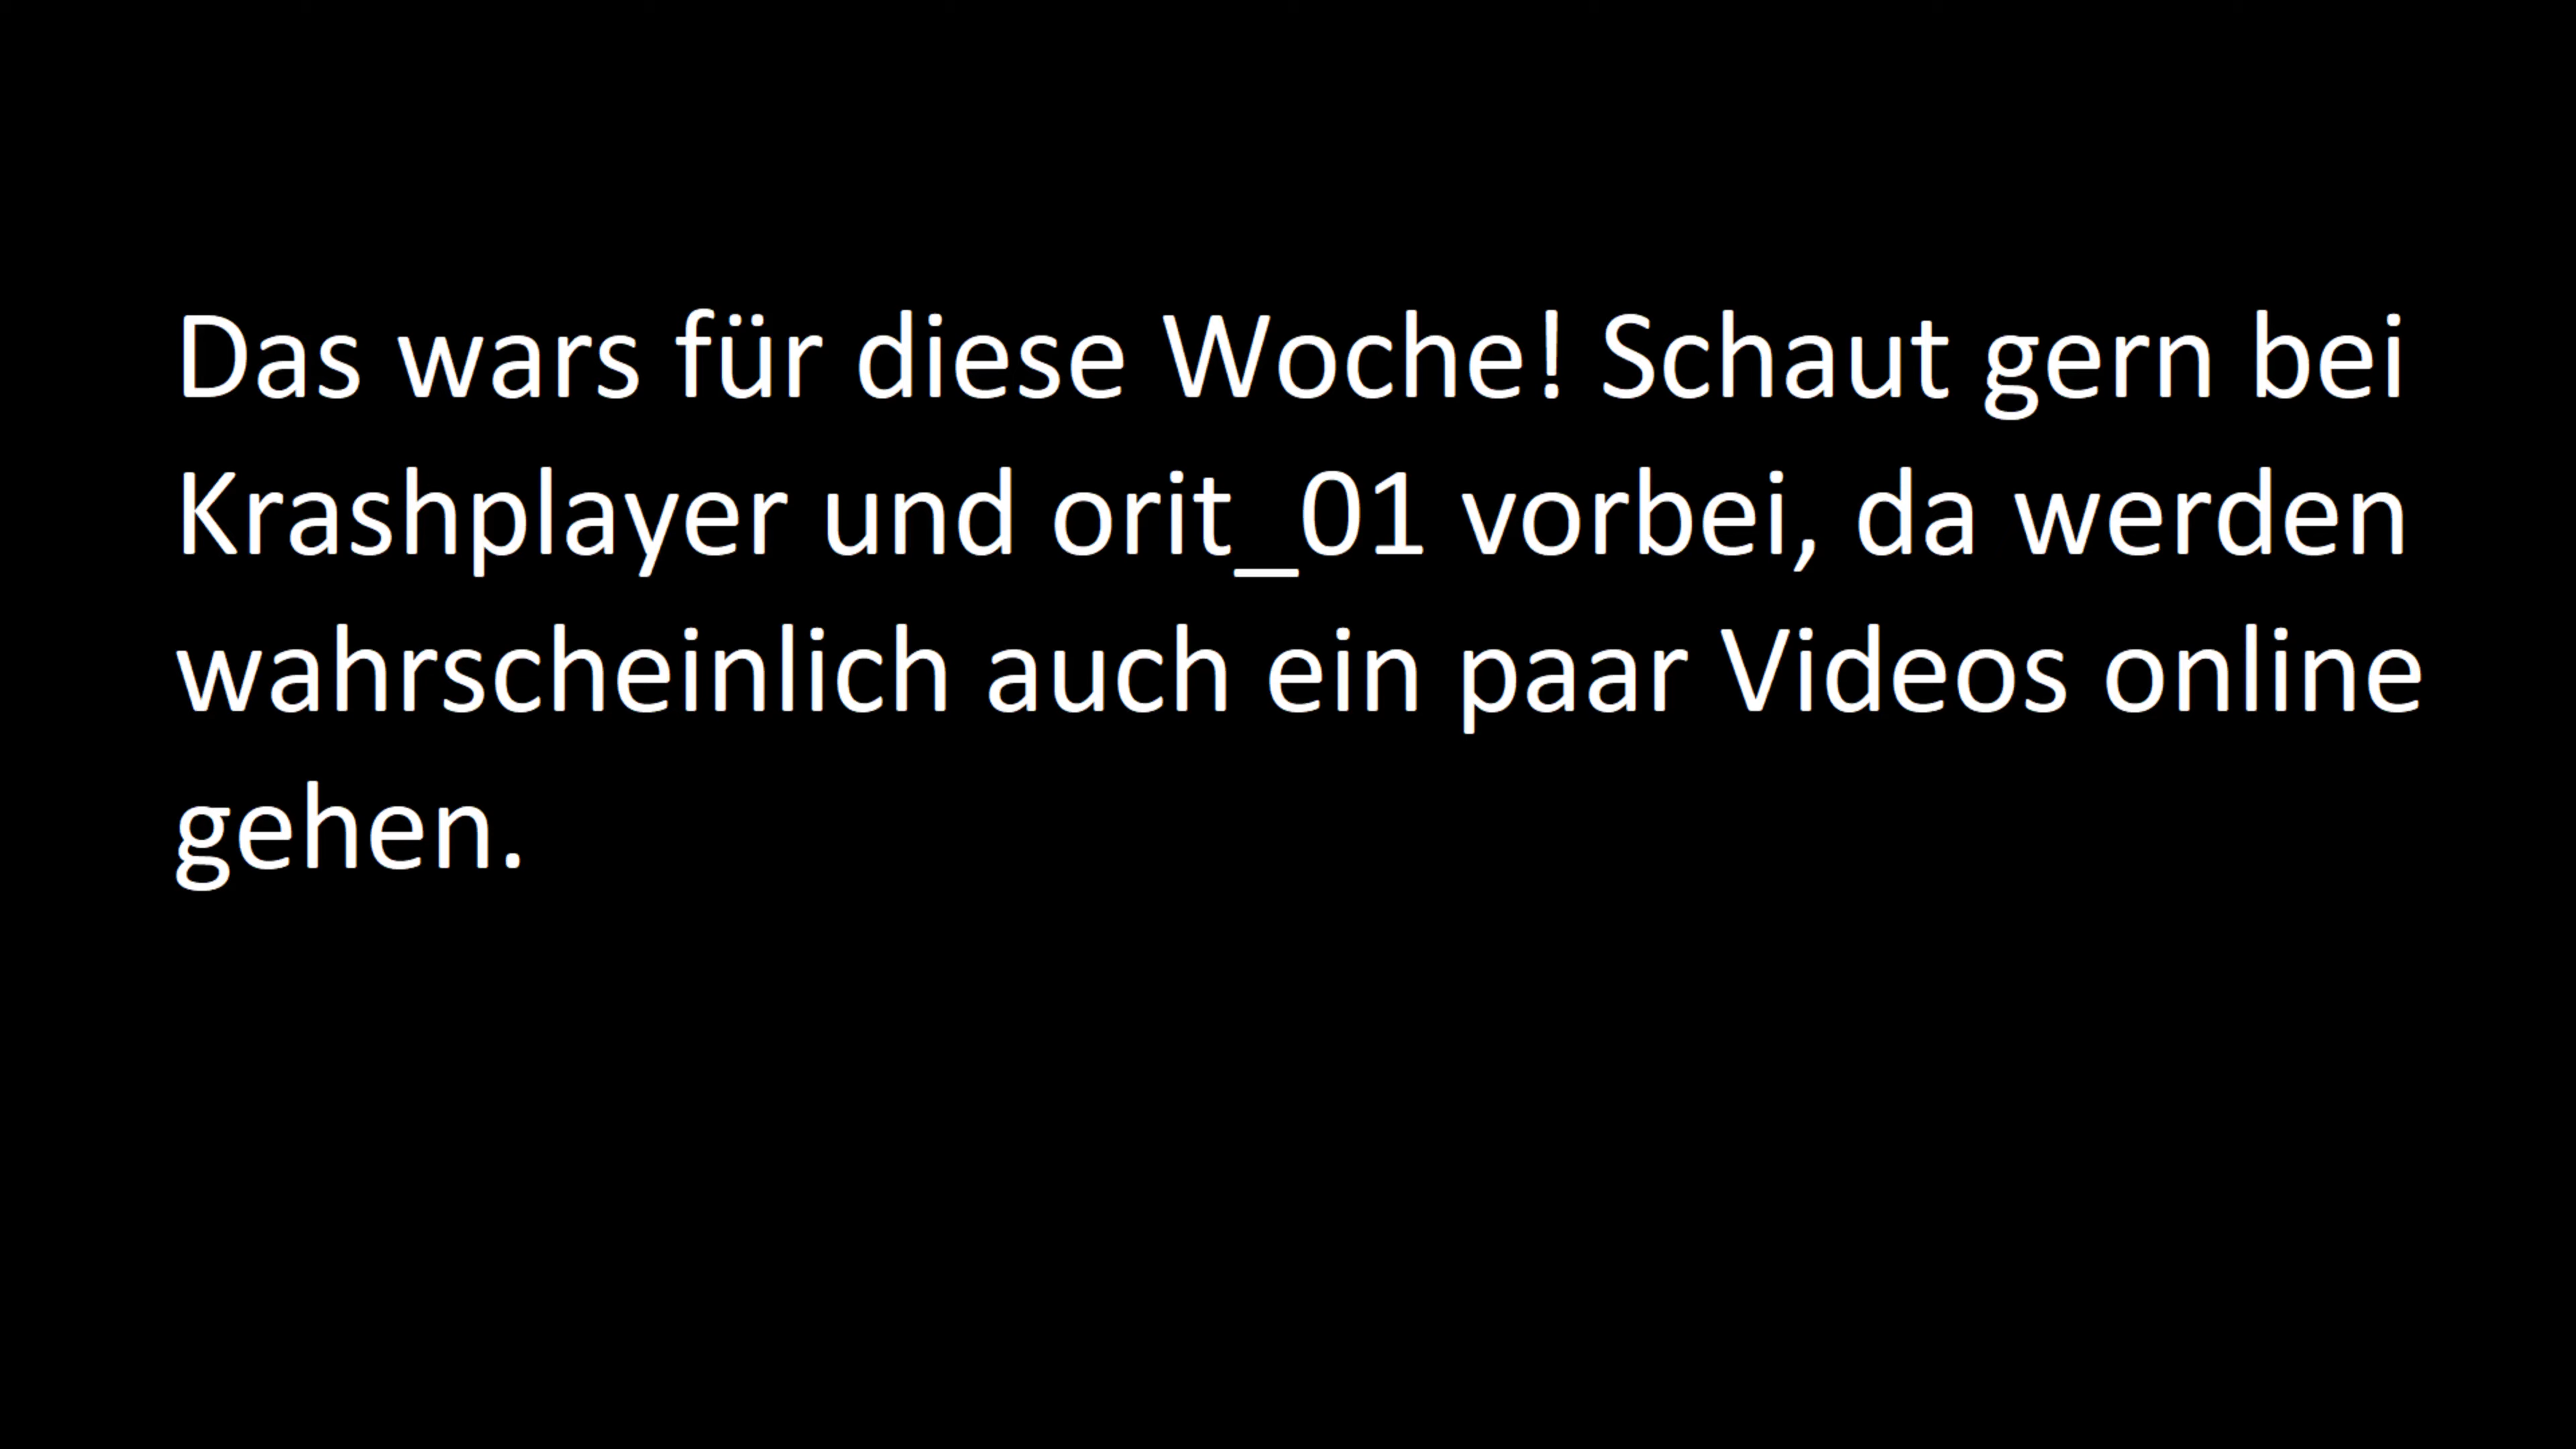 Das wars für diese Woche! Schaut gern bei
Krashplayer und orit_01 vorbei, da werden
wahrscheinlich auch ein paar Videos online
gehen.